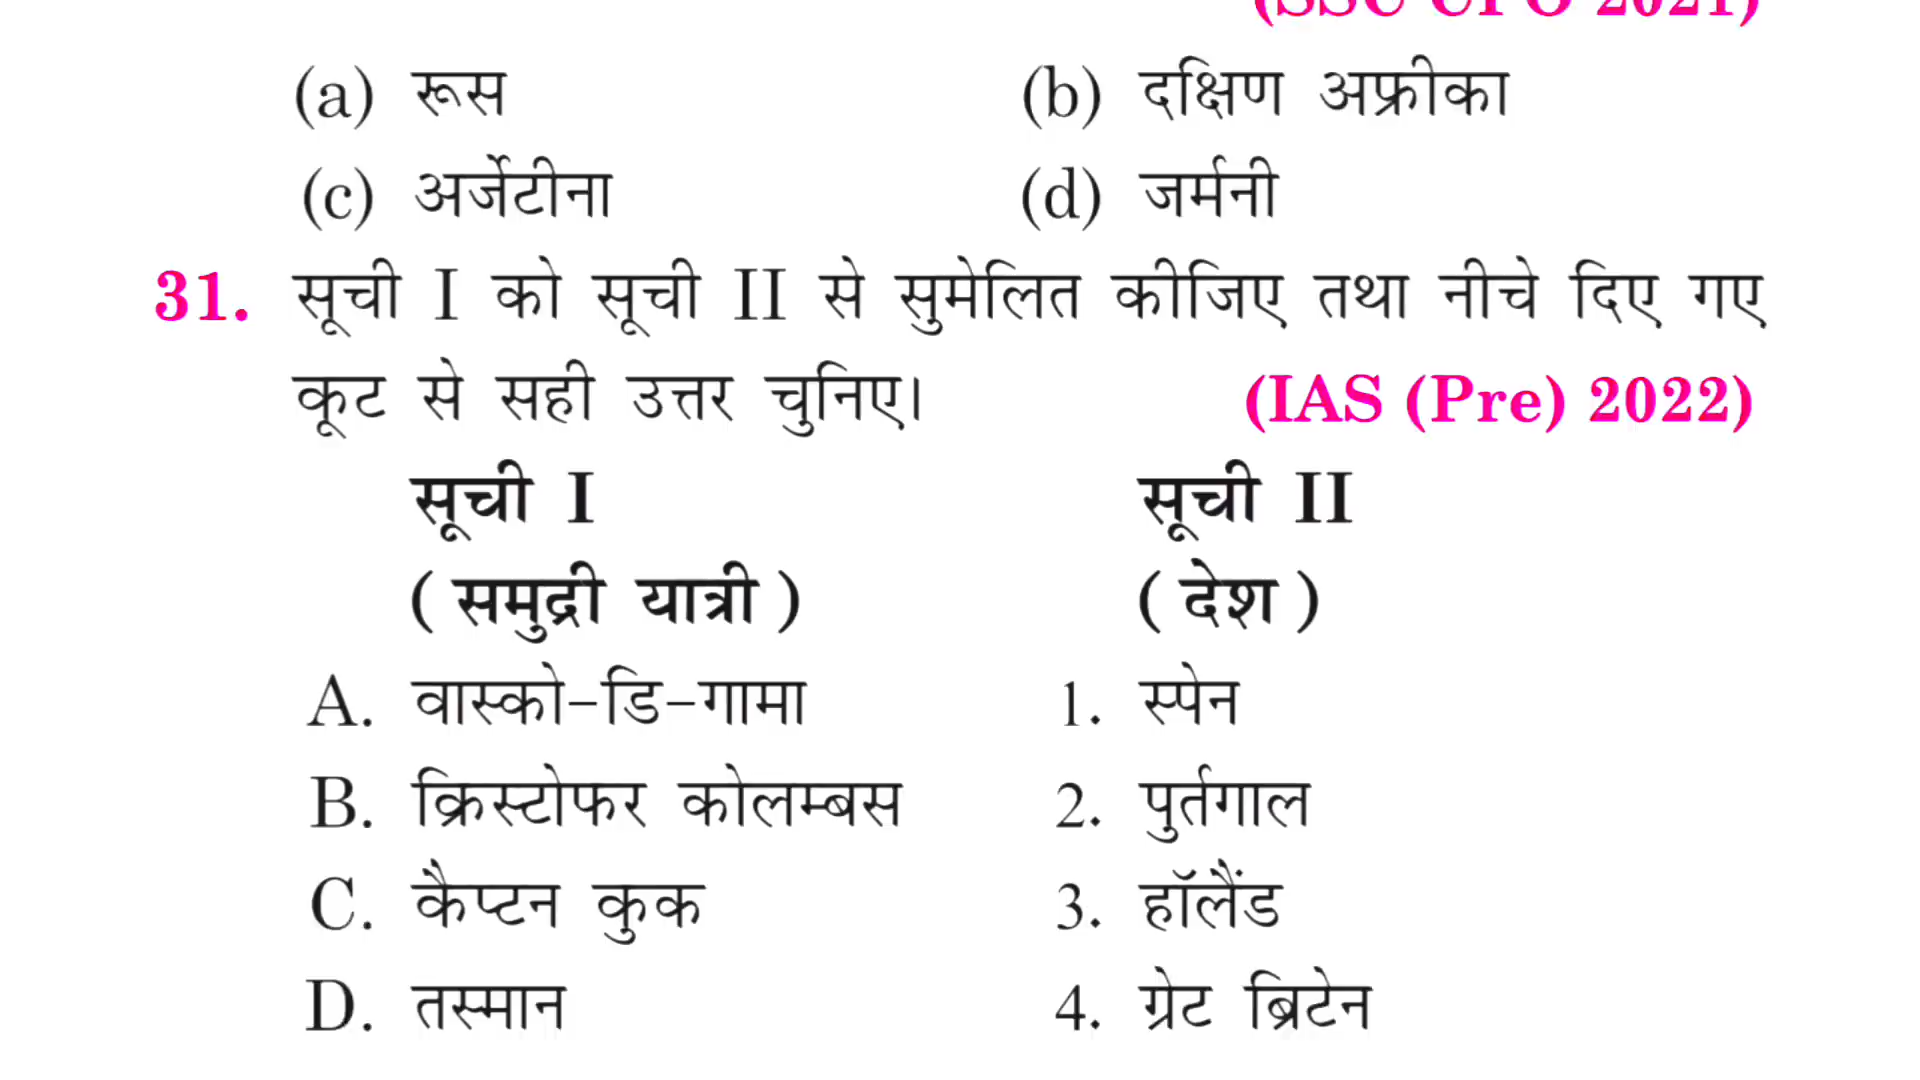 (a) रूस (b) दक्षिण अफ्रीका
(c) अर्जेटीना (d) जर्मनी
31. सूची I को सूची II से सुमेलित कीजिए तथा नीचे दिए गए
कूट से सही उत्तर चुनिए। (IAS (Pre) 2022)
सूची I सूची II
(समुद्री यात्री) (देश)
A. वास्को-डि-गामा 1. स्पेन
B. क्रिस्टोफर कोलम्बस 2. पुर्तगाल
C. कैप्टन कुक 3. हॉलैंड
D. तस्मान 4. ग्रेट ब्रिटेन